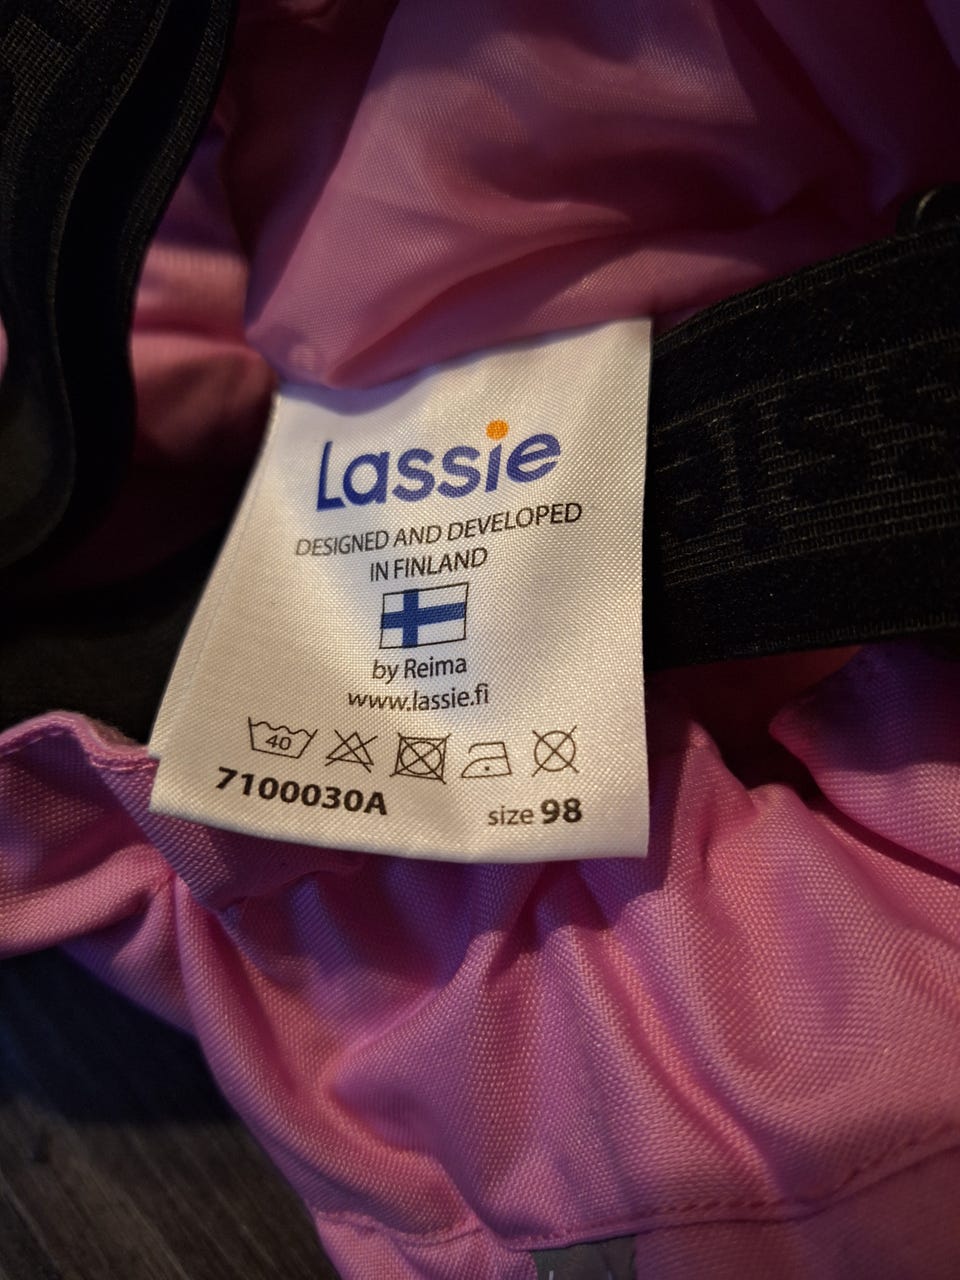 Lassie
DESIGNED AND DEVELOPED
IN FINLAND
by Reima
www.lassie.fi
40
7100030A
size 98